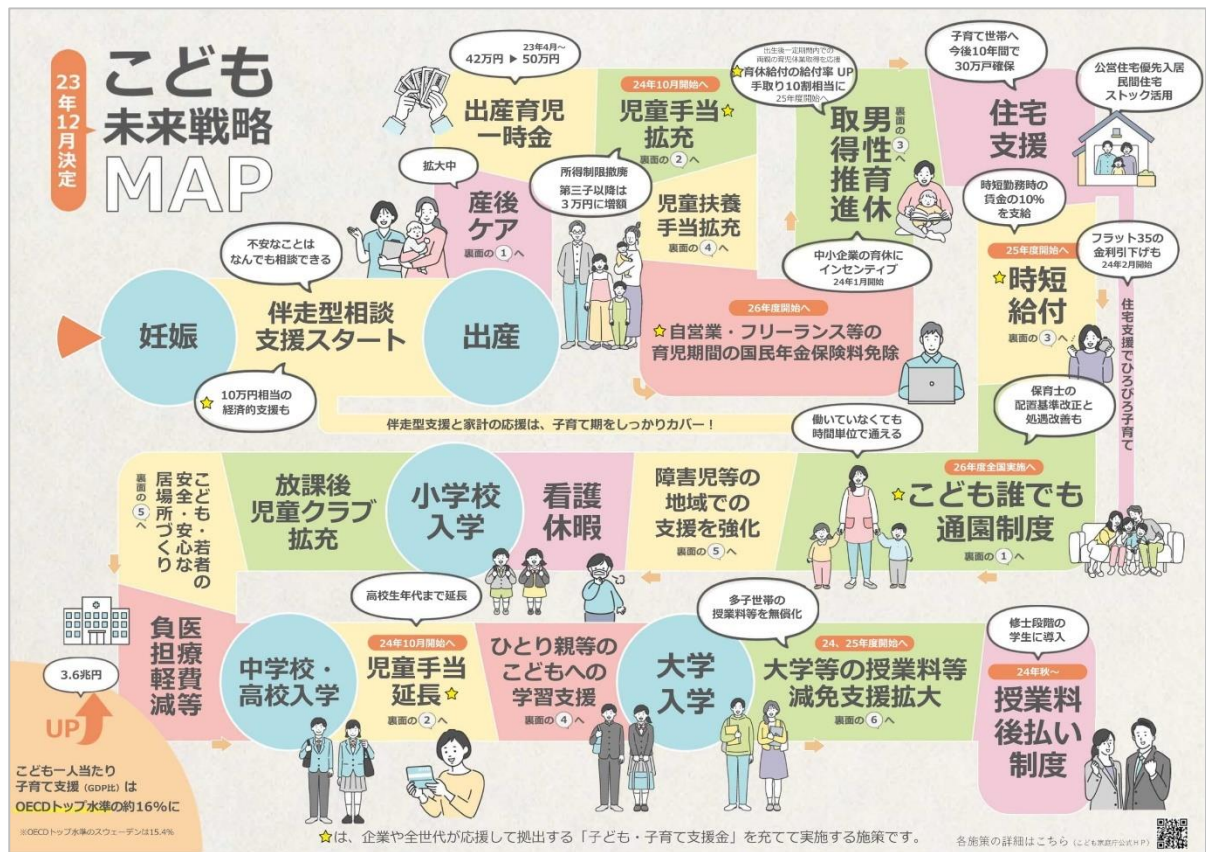 23年12月決定
こども
未来戦略
MAP
23年4月～
42万円 ▶ 50万円
出産育児
一時金
24年10月開始へ
児童手当☆
拡充
裏面の②へ
所得制限撤廃
第三子以降は
３万円に増額
出生後一定期間内での
両親の育児休業取得を応援
☆育休給付の給付率 UP
手取り10割相当に
25年度開始へ
男性育休
取得推進
裏面の③へ
中小企業の育休に
インセンティブ
24年1月開始
子育て世帯へ
今後10年間で
30万戸確保
住宅
支援
公営住宅優先入居
民間住宅
ストック活用
フラット35の
金利引下げも
24年2月開始
住宅支援でひろびろ子育て
拡大中
産後
ケア
裏面の①へ
児童扶養
手当拡充
裏面の④へ
時短勤務時の
賃金の10％
を支給
25年度開始へ
☆時短
給付
裏面の③へ
不安なことは
なんでも相談できる
妊娠
伴走型相談
支援スタート
出産
☆10万円相当の
経済的支援も
26年度開始へ
☆自営業・フリーランス等の
育児期間の国民年金保険料免除
伴走型支援と家計の応援は、子育て期をしっかりカバー！
保育士の
配置基準改正と
処遇改善も
働いていなくても
時間単位で通える
26年度全国実施へ
☆こども誰でも
通園制度
裏面の①へ
障害児等の
地域での
支援を強化
裏面の⑤へ
看護
休暇
小学校
入学
放課後
児童クラブ
拡充
こども・若者の
安全・安心な
居場所づくり
裏面の⑤へ
医療費等
負担軽減
中学校・
高校入学
高校生年代まで延長
24年10月開始へ
児童手当
延長☆
裏面の②へ
ひとり親等の
こどもへの
学習支援
裏面の④へ
大学
入学
多子世帯の
授業料等を無償化
24、25年度開始へ
大学等の授業料等
減免支援拡大
裏面の⑥へ
修士段階の
学生に導入
24年秋～
授業料
後払い
制度
3.6兆円
UP
こども一人当たり
子育て支援（GDP比）は
OECDトップ水準の約16％に
※OECDトップ水準のスウェーデンは15.4％
☆は、企業や全世代が応援して拠出する「子ども・子育て支援金」を充てて実施する施策です。
各施策の詳細はこちら（こども家庭庁公式HP）